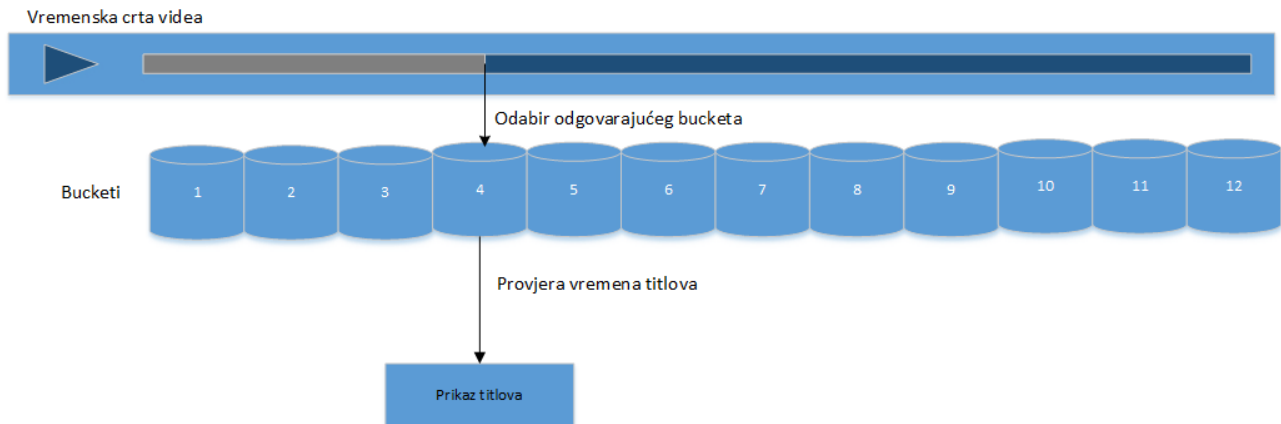 Vremenska crta videa
Odabir odgovarajućeg bucketa
Bucketi
1 2 3 4 5 6 7 8 9 10 11 12
Provjera vremena titlova
Prikaz titlova